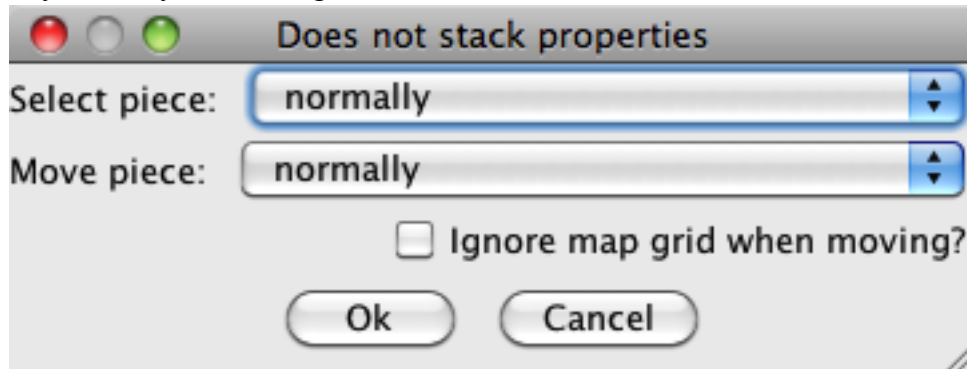 Does not stack properties
Select piece: normally
Move piece: normally
Ignore map grid when moving?
Ok Cancel